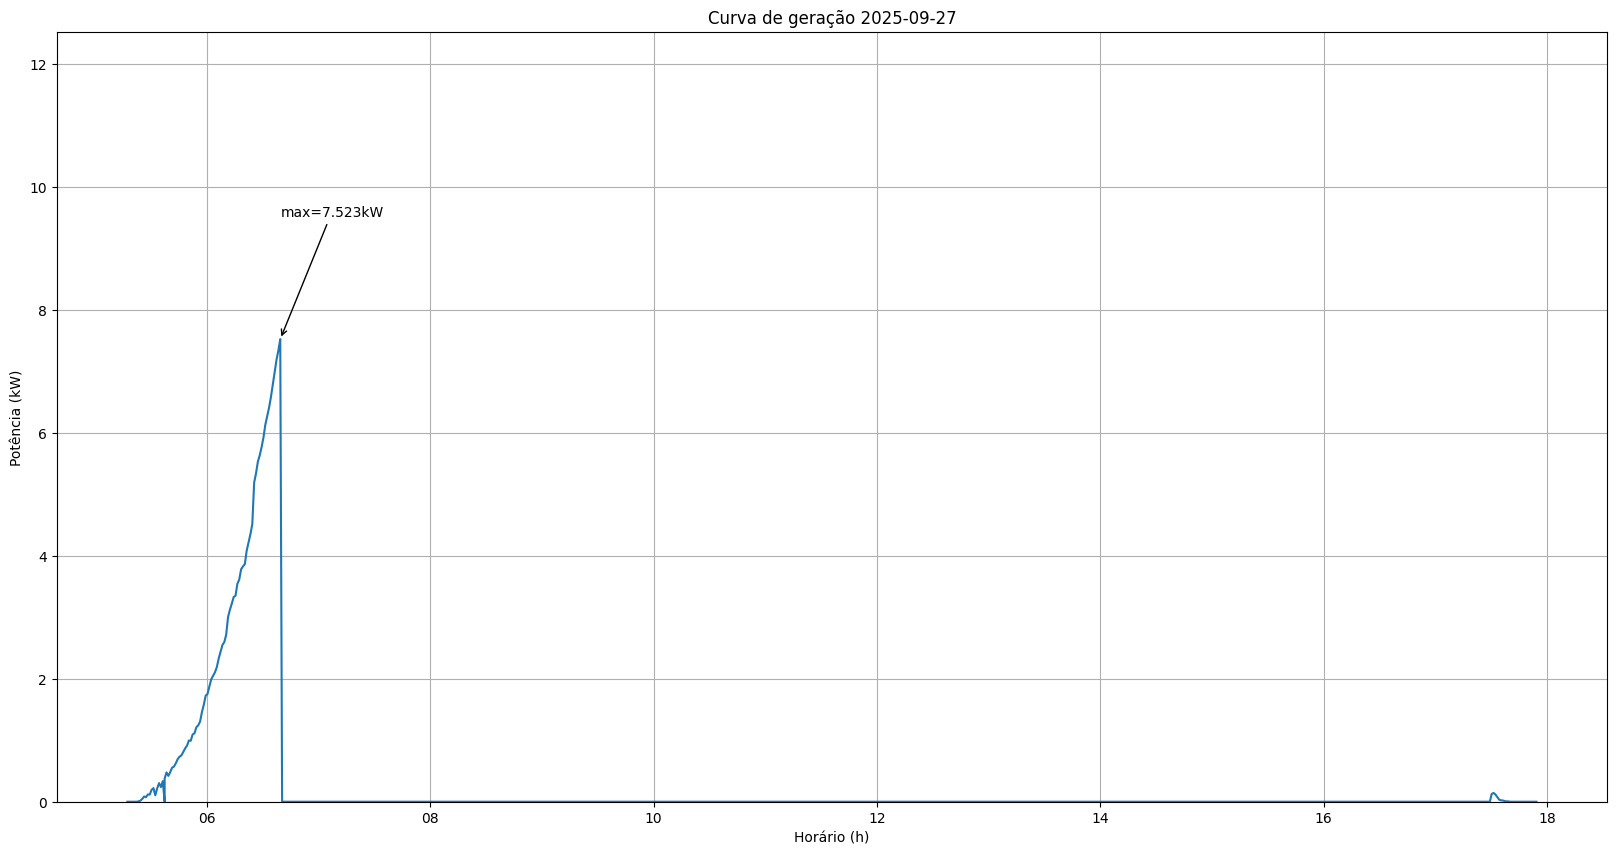 Curva de geração 2025-09-27
12
10
8
6
4
2
0
max=7.523kW
Potência (kW)
06 08 10 12 14 16 18
Horário (h)